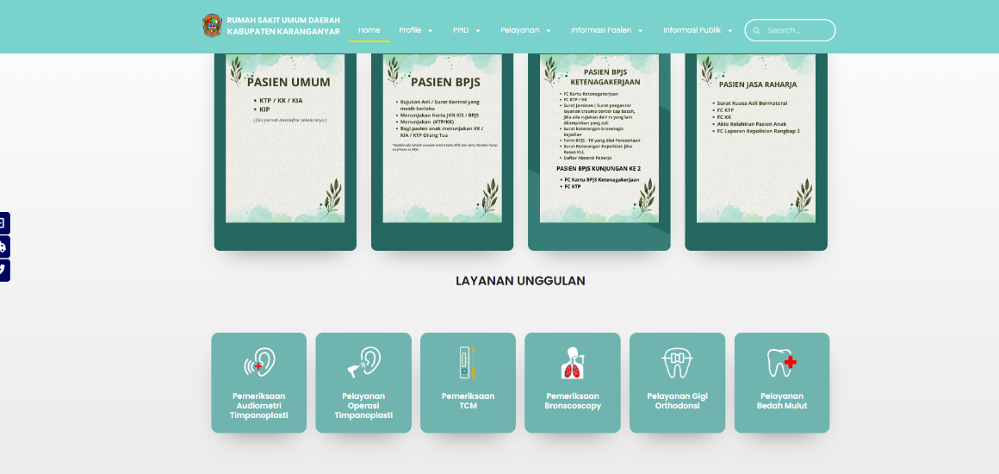 RUMAH SAKIT UMUM DAERAH
KABUPATEN KARANGANYAR
Home
Profile
PPID
Pelayanan
Informasi Pasien
Informasi Publik
Search...
PASIEN UMUM
• KTP / KK / KIA
• KIP
( jika pernah mendaftar sebelumnya )
PASIEN BPJS
• Rujukan Asli / Surat Kontrol yang
masih berlaku
• Menunjukan Kartu JKN KIS / BPJS
• Menunjukan (KTP/KK)
• Bagi pasien anak menunjukan KK /
KIA / KTP Orang Tua
PASIEN BPJS
KETENAGAKERJAAN
• FC Kartu Ketenagakerjaan
• FC KTP / KK
• Surat Jaminan ( Surat pengantar
layanan trauma center cap basah,
jika ada rujukan dari rs yang lain
dilampirkan yang asli
• Surat keterangan kronologis
kejadian
• Form BPJS - TK yang diisi Perusahaan
• Surat Keterangan Kepolisian jika
Kasus KLL
• Daftar Absensi Pekerja
PASIEN BPJS KUNJUNGAN KE 2
• FC Kartu BPJS Ketenagakerjaan
• FC KTP
PASIEN JASA RAHARJA
• Surat Kuasa Asli Bermaterai
• FC KTP
• FC KK
• Akte Kelahiran Pasien Anak
• FC Laporan Kepolisian Rangkap 3
LAYANAN UNGGULAN
Pemeriksaan
Audiometri
Timpanoplasti
Pelayanan
Operasi
Timpanoplasti
Pemeriksaan
TCM
Pemeriksaan
Bronscoscopy
Pelayanan Gigi
Orthodonsi
Pelayanan
Bedah Mulut